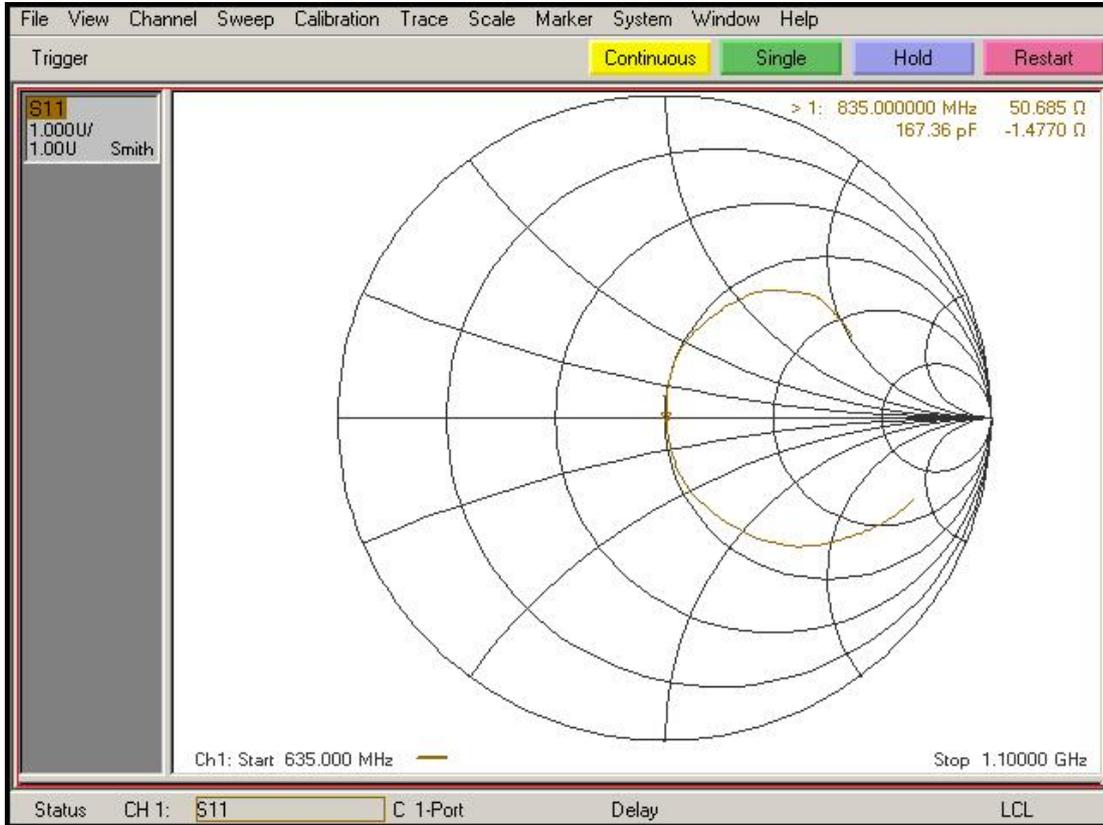 File View Channel Sweep Calibration Trace Scale Marker System Window Help
Trigger Continuous Single Hold Restart
S11
1.000U/
1.00U Smith
> 1: 835.000000 MHz 50.685 Ω
167.36 pF -1.4770 Ω
Ch1: Start 635.000 MHz Stop 1.10000 GHz
Status CH 1: S11 C 1-Port Delay LCL